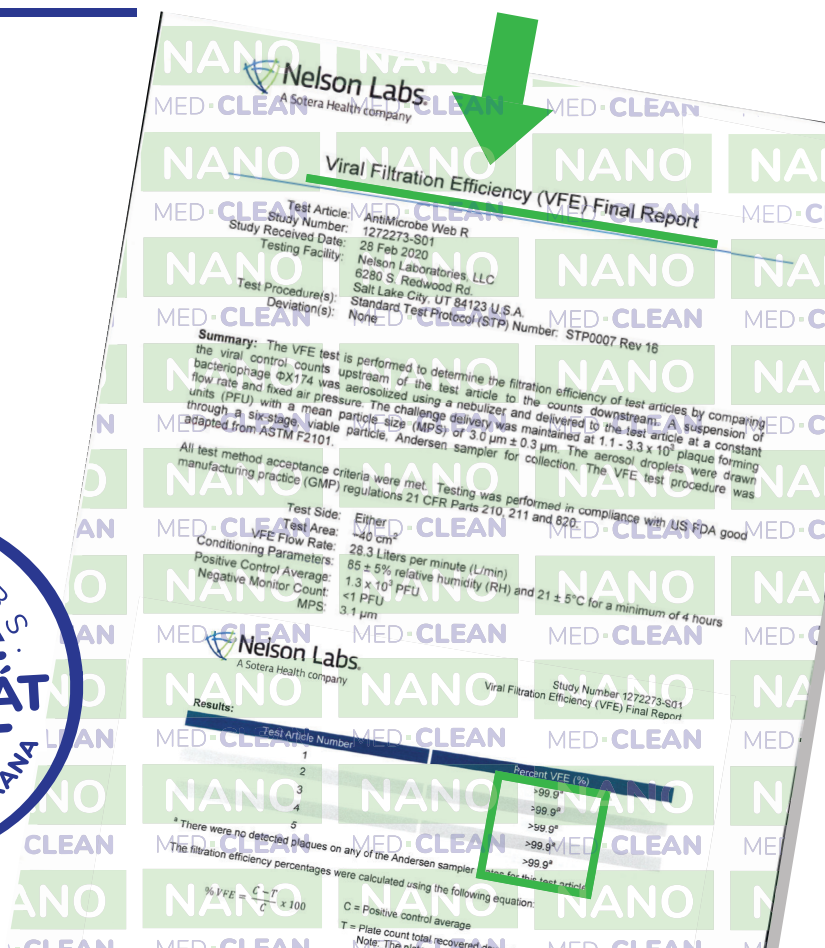 Nelson Labs.
A Sotera Health company
Viral Filtration Efficiency (VFE) Final Report
Test Article: AntiMicrobe Web R
Study Number: 1272273-S01
Study Received Date: 28 Feb 2020
Testing Facility: Nelson Laboratories, LLC
6280 S. Redwood Rd.
Salt Lake City, UT 84123 U.S.A.
Test Procedure(s): Standard Test Protocol (STP) Number: STP0007 Rev 16
Deviation(s): None
Summary: The VFE test is performed to determine the filtration efficiency of test articles by comparing
the viral control counts upstream of the test article to the counts downstream. A suspension of
bacteriophage ΦX174 was aerosolized using a nebulizer and delivered to the test article at a constant
flow rate and fixed air pressure. The challenge delivery was maintained at 1.1 - 3.3 x 10³ plaque forming
units (PFU) with a mean particle size (MPS) of 3.0 µm ± 0.3 µm. The aerosol droplets were drawn
through a six-stage, viable particle, Andersen sampler for collection. The VFE test procedure was
adapted from ASTM F2101.
All test method acceptance criteria were met. Testing was performed in compliance with US FDA good
manufacturing practice (GMP) regulations 21 CFR Parts 210, 211 and 820.
Test Side: Either
Test Area: ~40 cm²
VFE Flow Rate: 28.3 Liters per minute (L/min)
Conditioning Parameters: 85 ± 5% relative humidity (RH) and 21 ± 5°C for a minimum of 4 hours
Positive Control Average: 1.3 x 10³ PFU
Negative Monitor Count: <1 PFU
MPS: 3.1 µm
Nelson Labs.
A Sotera Health company
Study Number 1272273-S01
Viral Filtration Efficiency (VFE) Final Report
Results:
Test Article Number Percent VFE (%)
1 >99.9ᵃ
2 >99.9ᵃ
3 >99.9ᵃ
4 >99.9ᵃ
5 >99.9ᵃ
ᵃ There were no detected plaques on any of the Andersen sampler plates for this test article
The filtration efficiency percentages were calculated using the following equation:
% VFE = (C − T) / C x 100
C = Positive control average
T = Plate count total recovered
Note: The
NANO
MED CLEAN